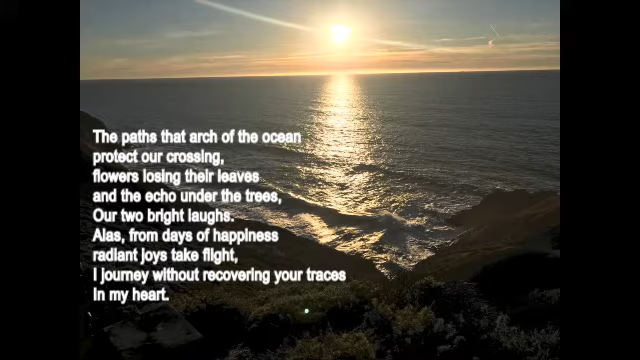 The paths that arch of the ocean
protect our crossing,
flowers losing their leaves
and the echo under the trees,
Our two bright laughs.
Alas, from days of happiness
radiant joys take flight,
I journey without recovering your traces
In my heart.